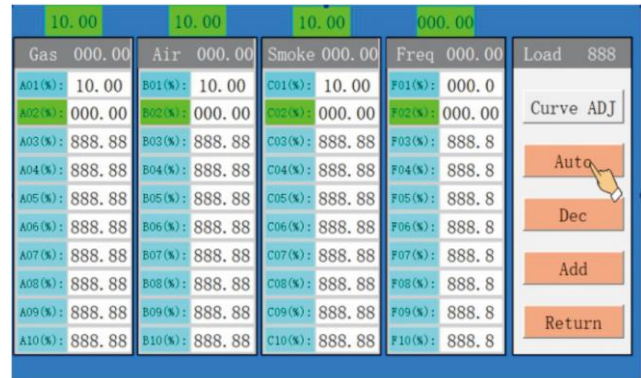 10.00 10.00 10.00 000.00
Gas 000.00 Air 000.00 Smoke 000.00 Freq 000.00 Load 888
A01(%): 10.00 B01(%): 10.00 C01(%): 10.00 F01(%): 000.0
A02(%): 000.00 B02(%): 000.00 C02(%): 000.00 F02(%): 000.00 Curve ADJ
A03(%): 888.88 B03(%): 888.88 C03(%): 888.88 F03(%): 888.8
A04(%): 888.88 B04(%): 888.88 C04(%): 888.88 F04(%): 888.8 Auto
A05(%): 888.88 B05(%): 888.88 C05(%): 888.88 F05(%): 888.8
A06(%): 888.88 B06(%): 888.88 C06(%): 888.88 F06(%): 888.8 Dec
A07(%): 888.88 B07(%): 888.88 C07(%): 888.88 F07(%): 888.8
A08(%): 888.88 B08(%): 888.88 C08(%): 888.88 F08(%): 888.8 Add
A09(%): 888.88 B09(%): 888.88 C09(%): 888.88 F09(%): 888.8
A10(%): 888.88 B10(%): 888.88 C10(%): 888.88 F10(%): 888.8 Return